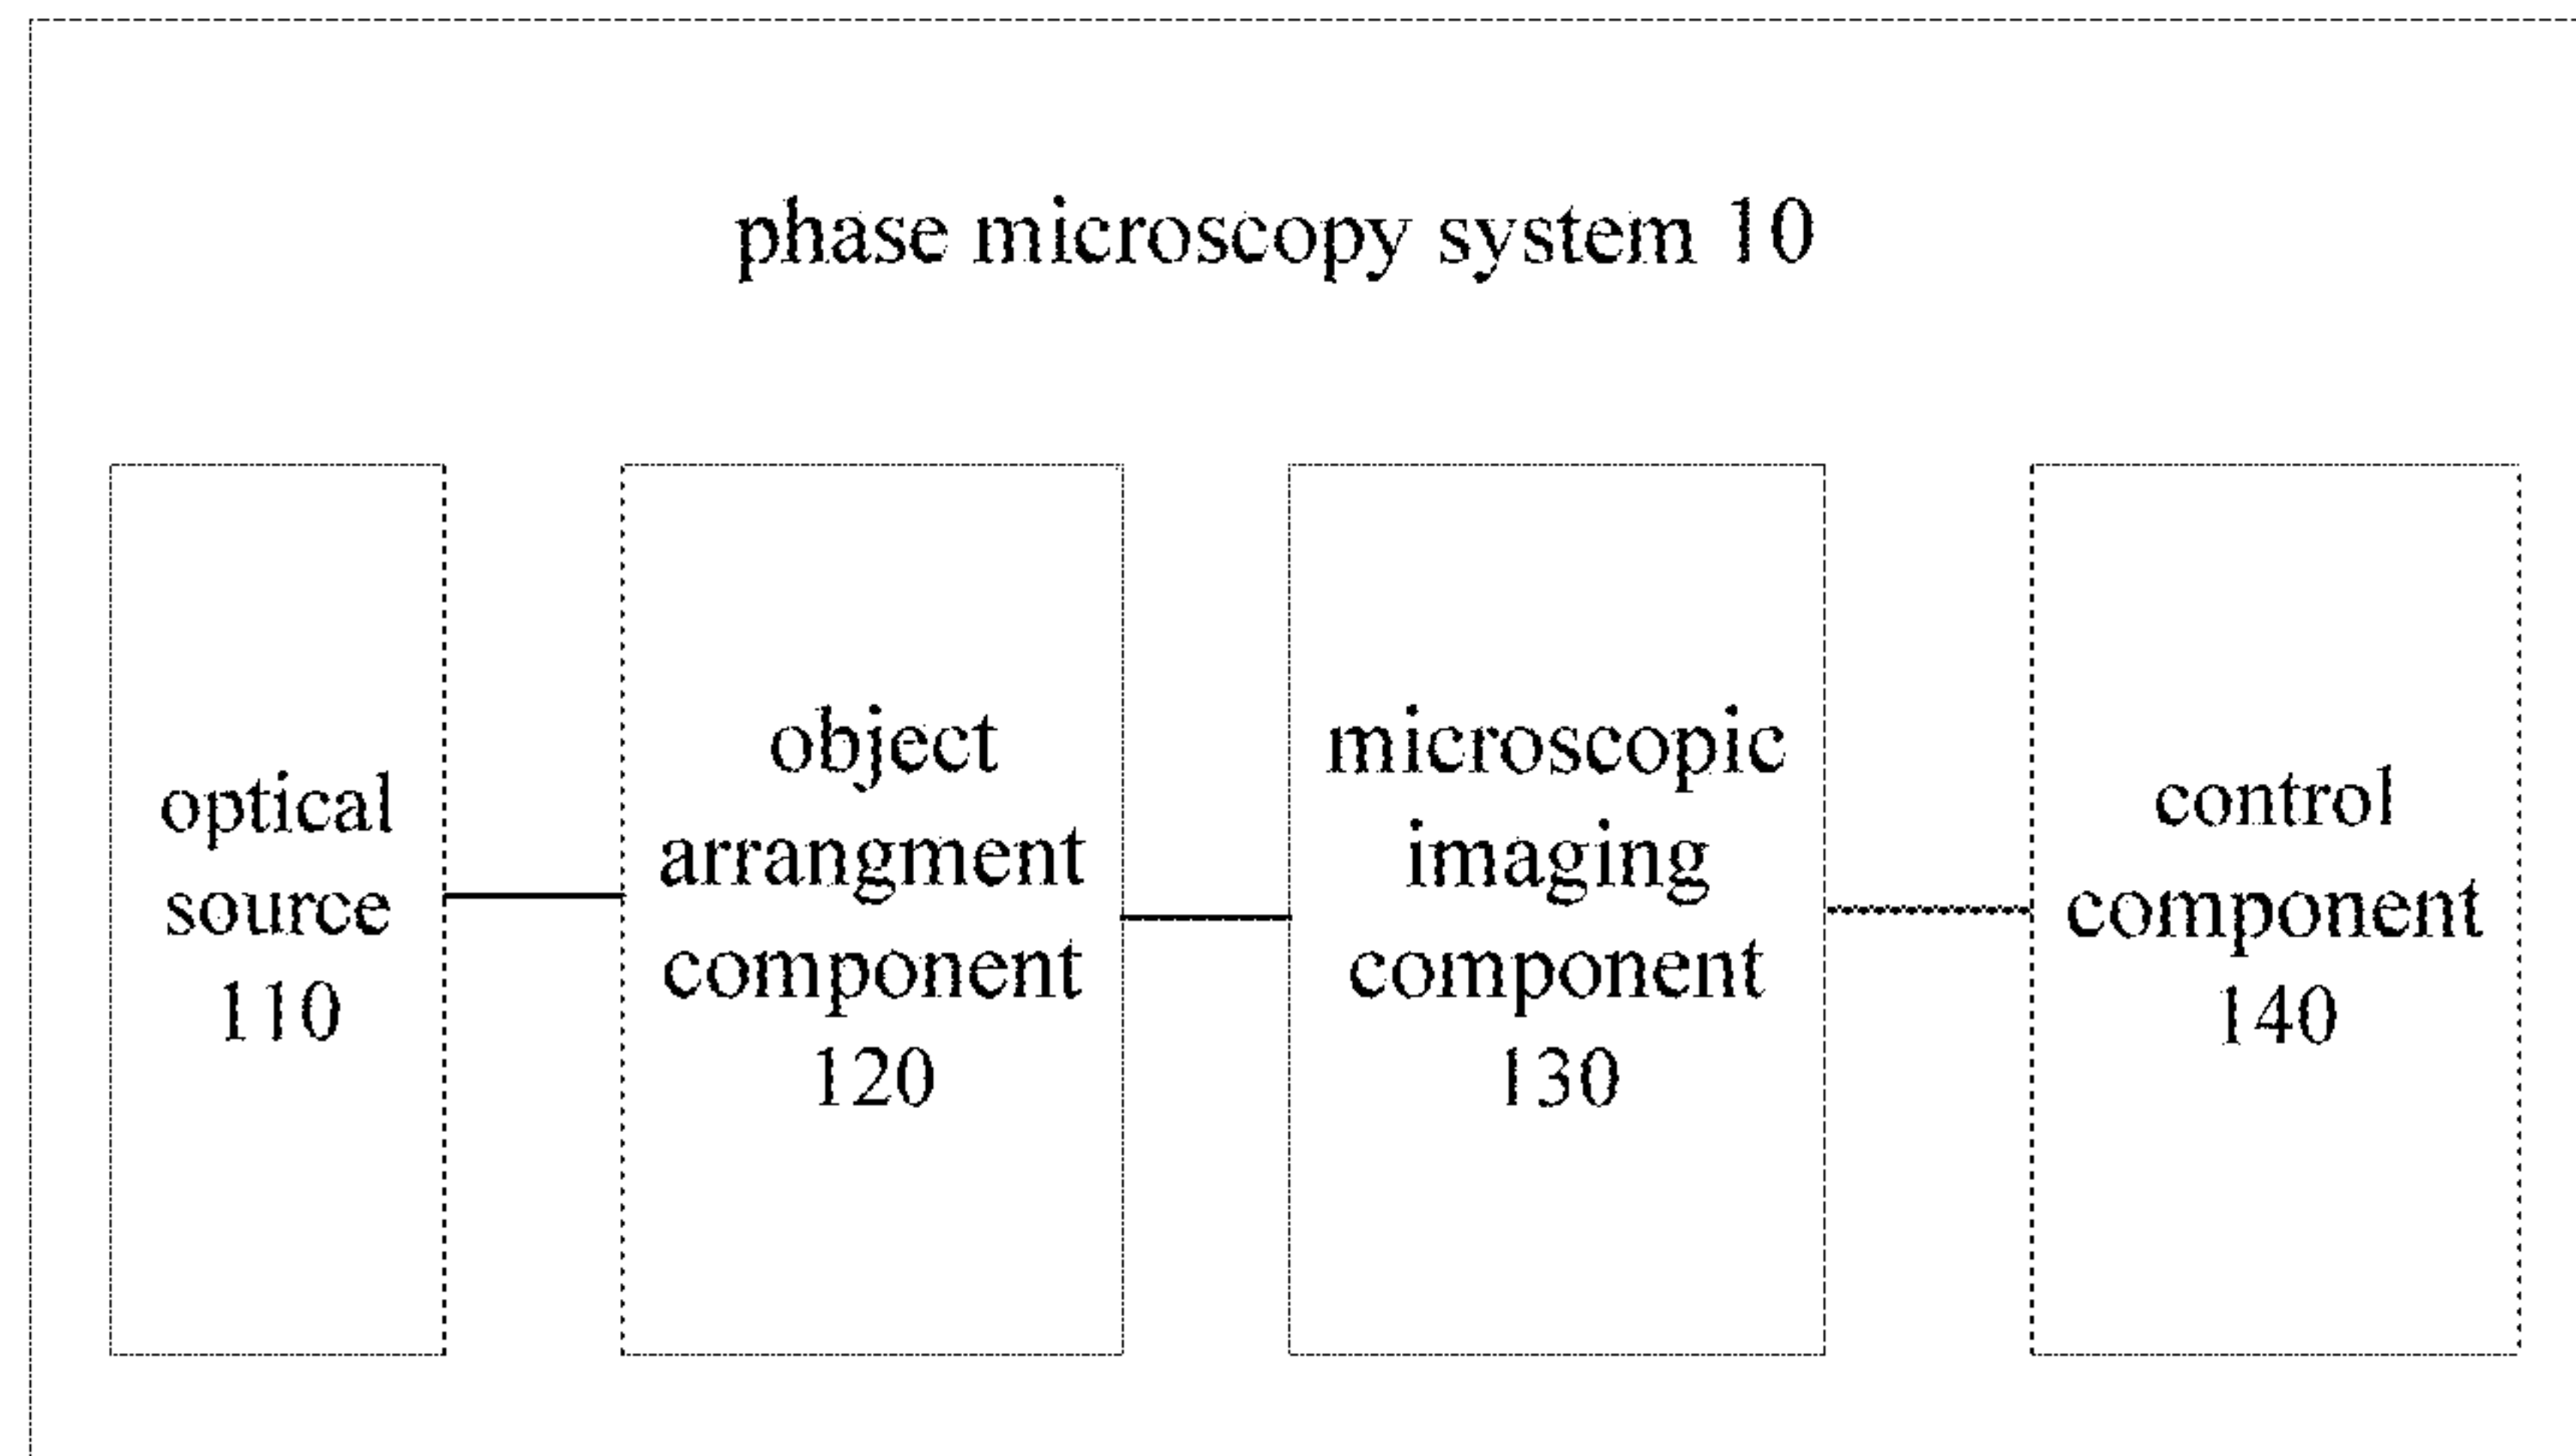 phase microscopy system 10
optical
source
110
object
arrangment
component
120
microscopic
imaging
component
130
control
component
140